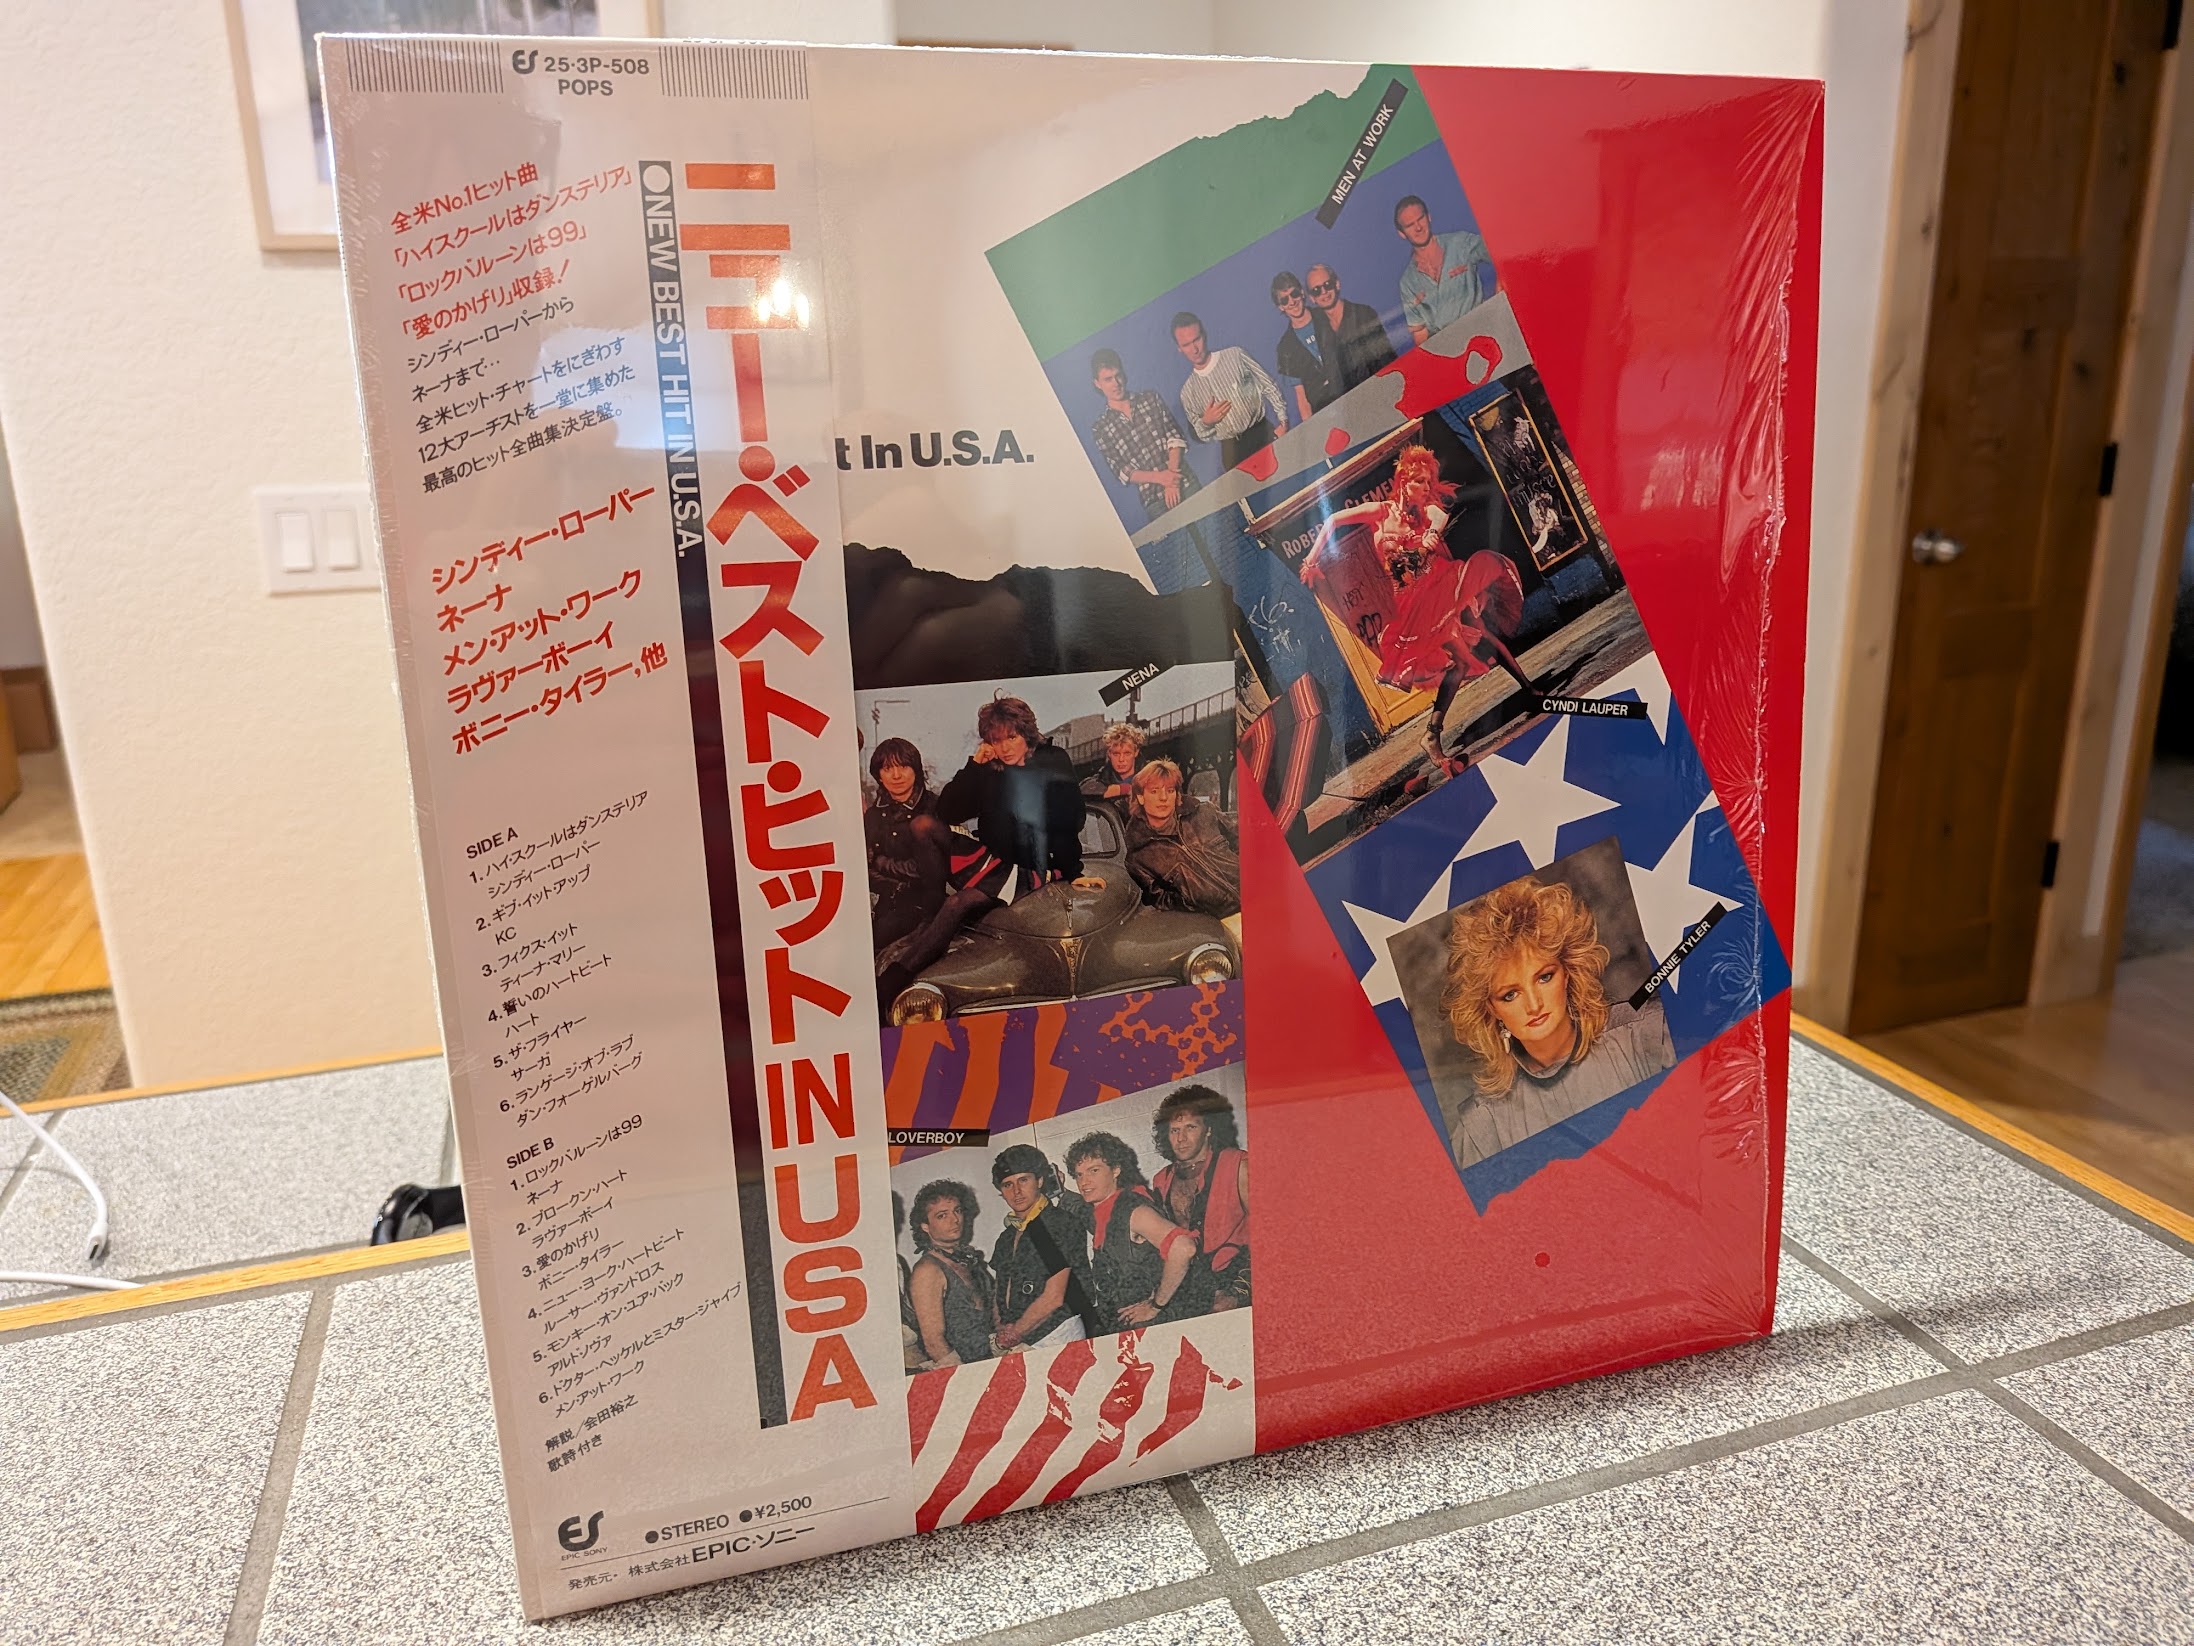 25・3P-508
POPS
全米No.1ヒット曲
「ハイスクールはダンステリア」
「ロックバルーンは99」
「愛のかげり」収録!
シンディー・ローパーから
ネーナまで…
全米ヒット・チャートをにぎわす
12大アーチストを一堂に集めた
最高のヒット全曲集決定盤。
シンディー・ローパー
ネーナ
メン・アット・ワーク
ラヴァーボーイ
ボニー・タイラー,他
SIDE A
1.ハイ・スクールはダンステリア
シンディー・ローパー
2.ギブ・イット・アップ
KC
3.フィクス・イット
ティーナ・マリー
4.誓いのハートビート
ハート
5.ザ・フライヤー
サーガ
6.ランゲージ・オブ・ラブ
ダン・フォーゲルバーグ
SIDE B
1.ロックバルーンは99
ネーナ
2.ブロークン・ハート
ラヴァーボーイ
3.愛のかげり
ボニー・タイラー
4.ニュー・ヨーク・ハートビート
ルーサー・ヴァンドロス
5.モンキー・オン・ユア・バック
アルドノヴァ
6.ドクター・ヘッケルとミスター・ジャイブ
メン・アット・ワーク
解説/会田裕之
歌詩付き
ES
EPIC SONY
●STEREO ●¥2,500
発売元・株式会社EPIC・ソニー
●NEW BEST HIT IN U.S.A.
ニュー・ベスト・ヒット IN USA
t In U.S.A.
MEN AT WORK
CYNDI LAUPER
NENA
BONNIE TYLER
LOVERBOY